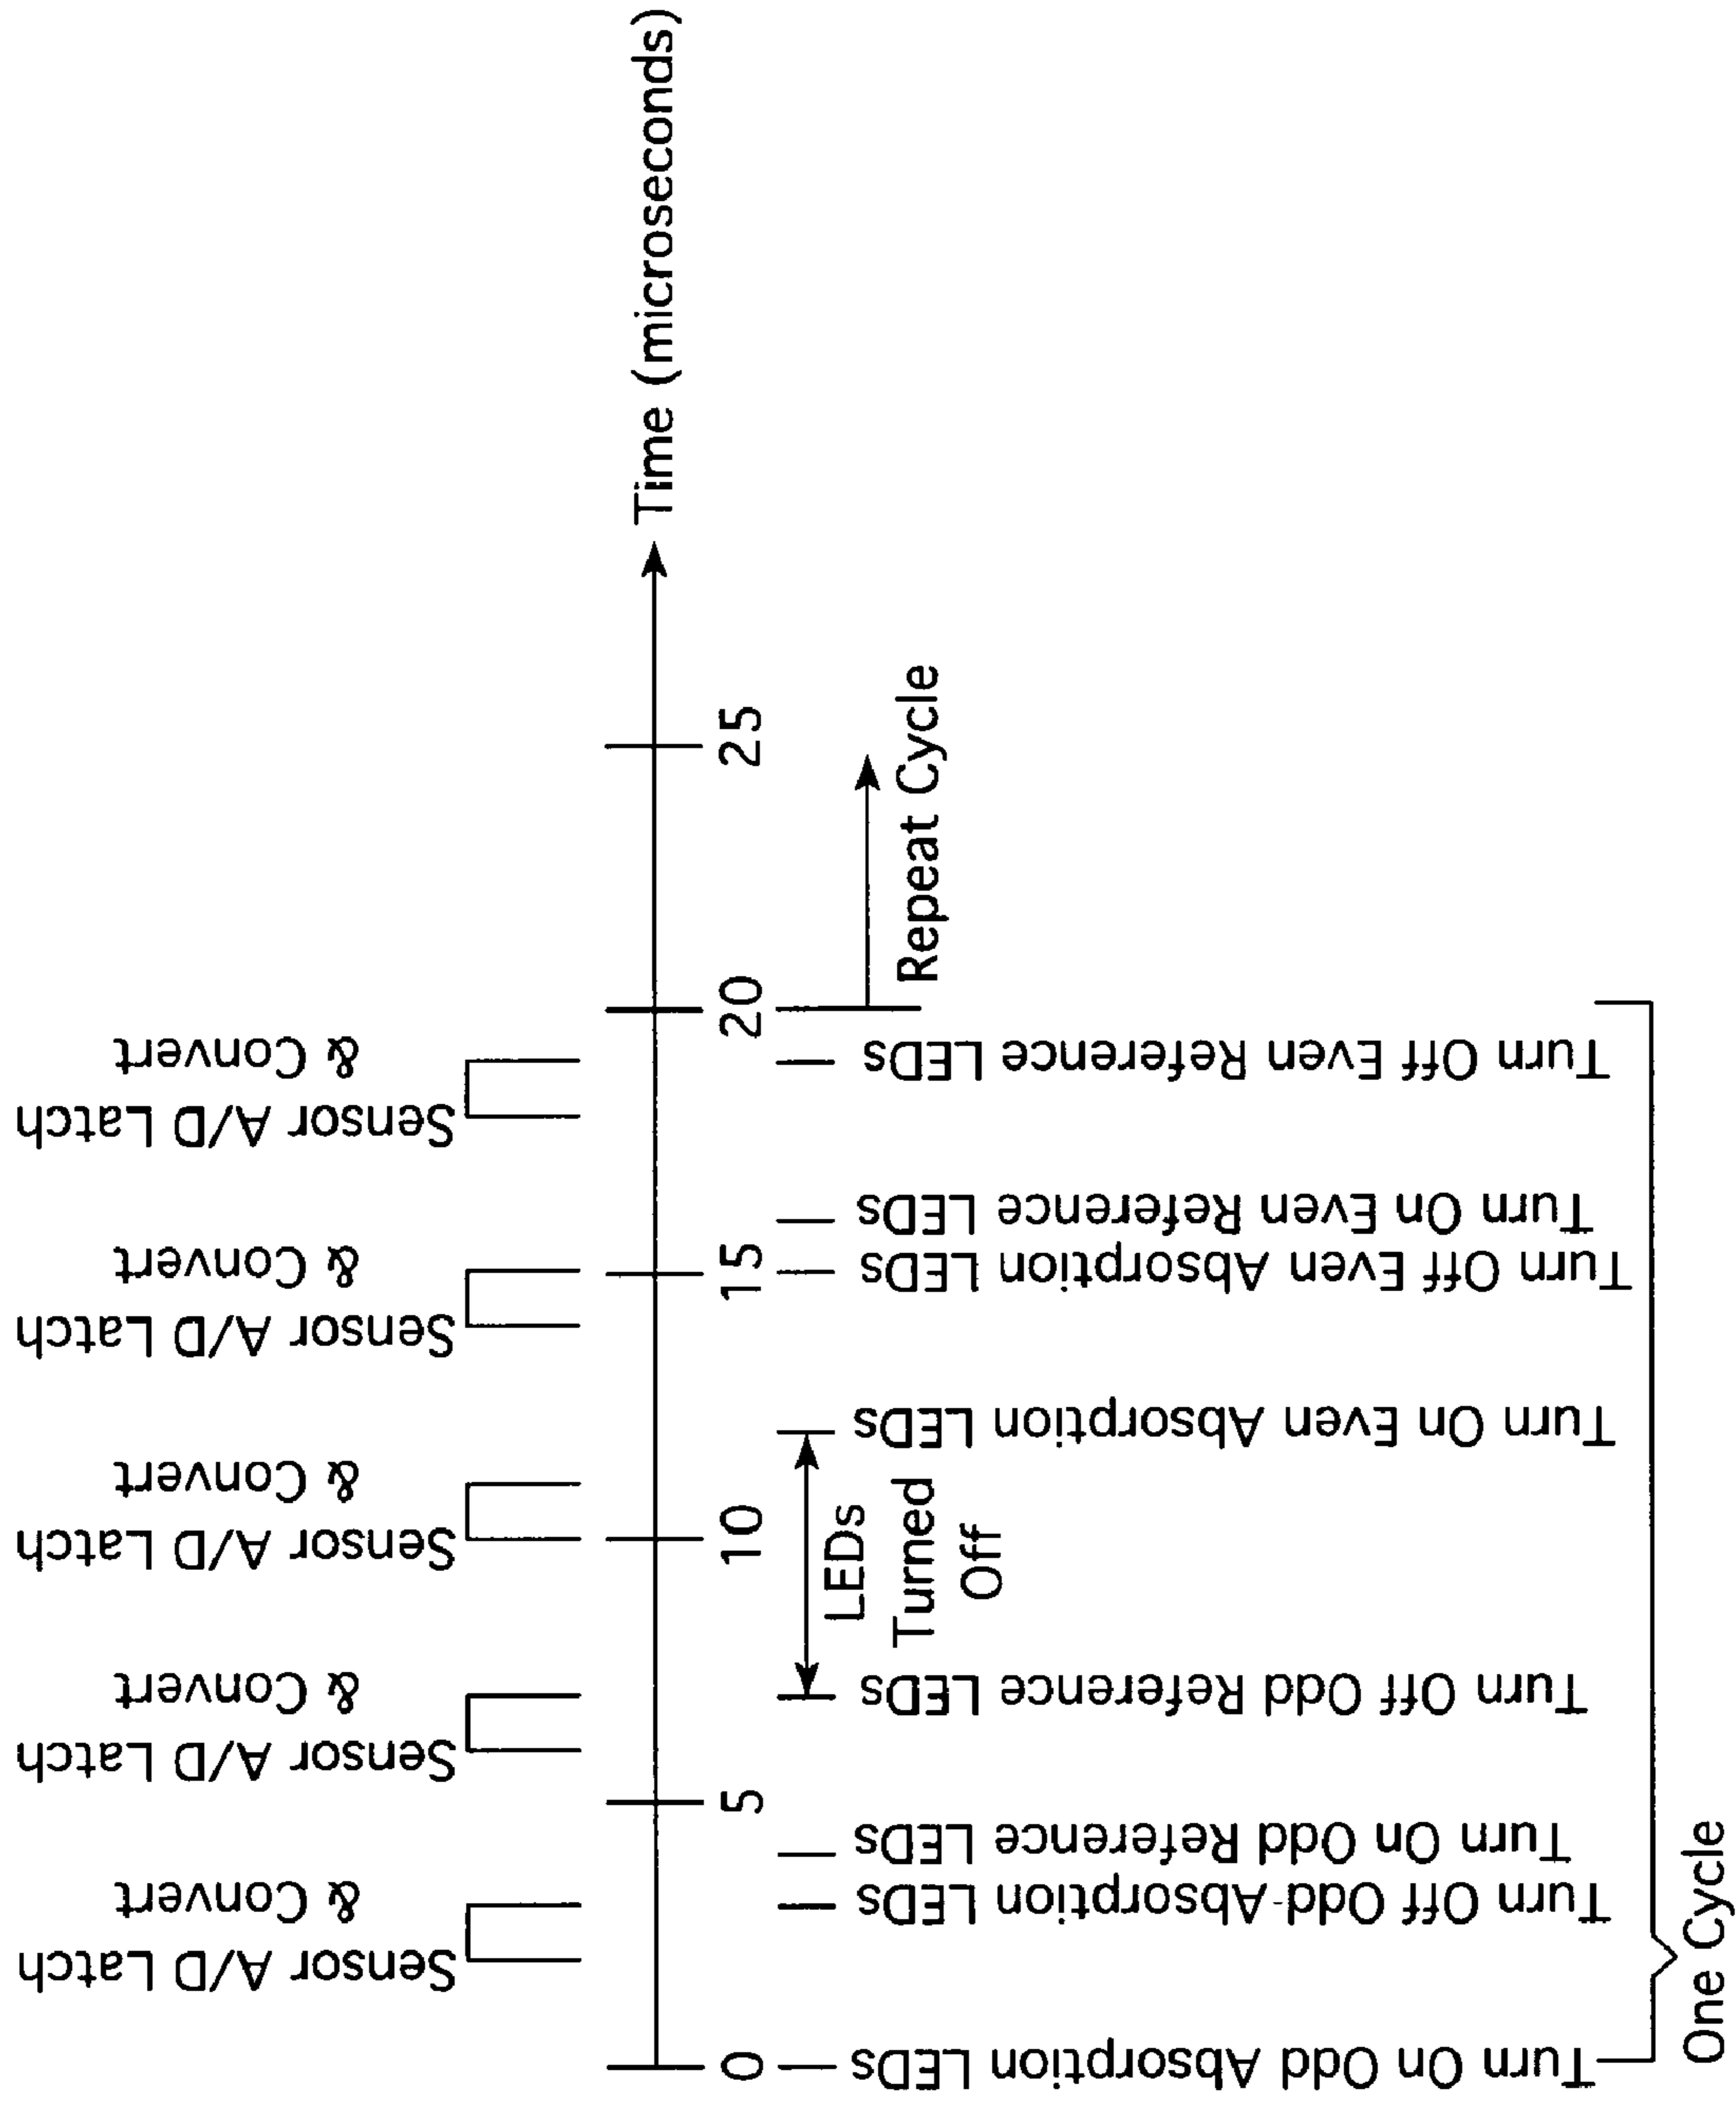 Sensor A/D Latch
& Convert
Sensor A/D Latch
& Convert
Sensor A/D Latch
& Convert
Sensor A/D Latch
& Convert
Sensor A/D Latch
& Convert
Time (microseconds)
0
5
10
15
20
25
LEDs
Turned
Off
Repeat Cycle
Turn On Odd Absorption LEDs
Turn Off Odd Absorption LEDs
Turn On Odd Reference LEDs
Turn Off Odd Reference LEDs
Turn On Even Absorption LEDs
Turn Off Even Absorption LEDs
Turn On Even Reference LEDs
Turn Off Even Reference LEDs
One Cycle